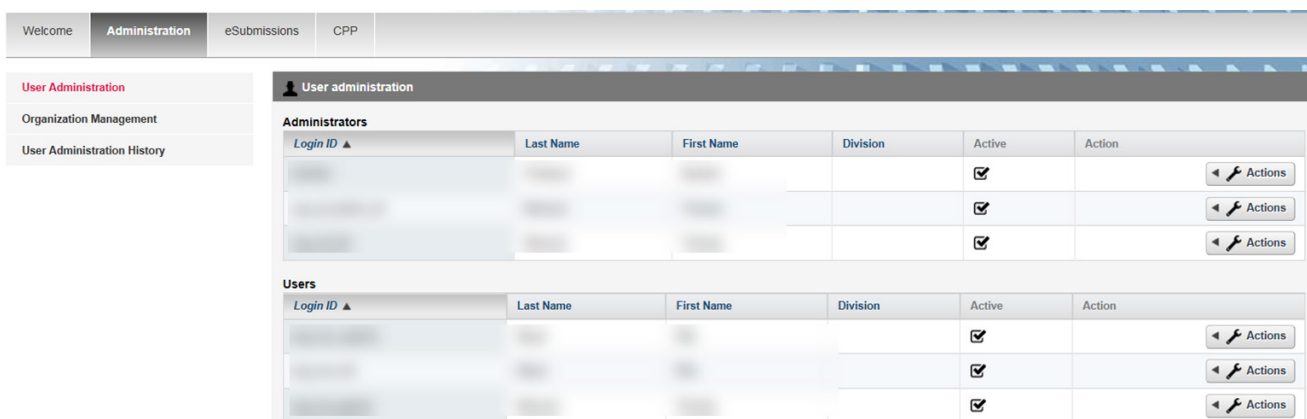 Welcome Administration eSubmissions CPP
User Administration
Organization Management
User Administration History
User administration
Administrators
Login ID ▲ Last Name First Name Division Active Action
Actions
Actions
Actions
Users
Login ID ▲ Last Name First Name Division Active Action
Actions
Actions
Actions